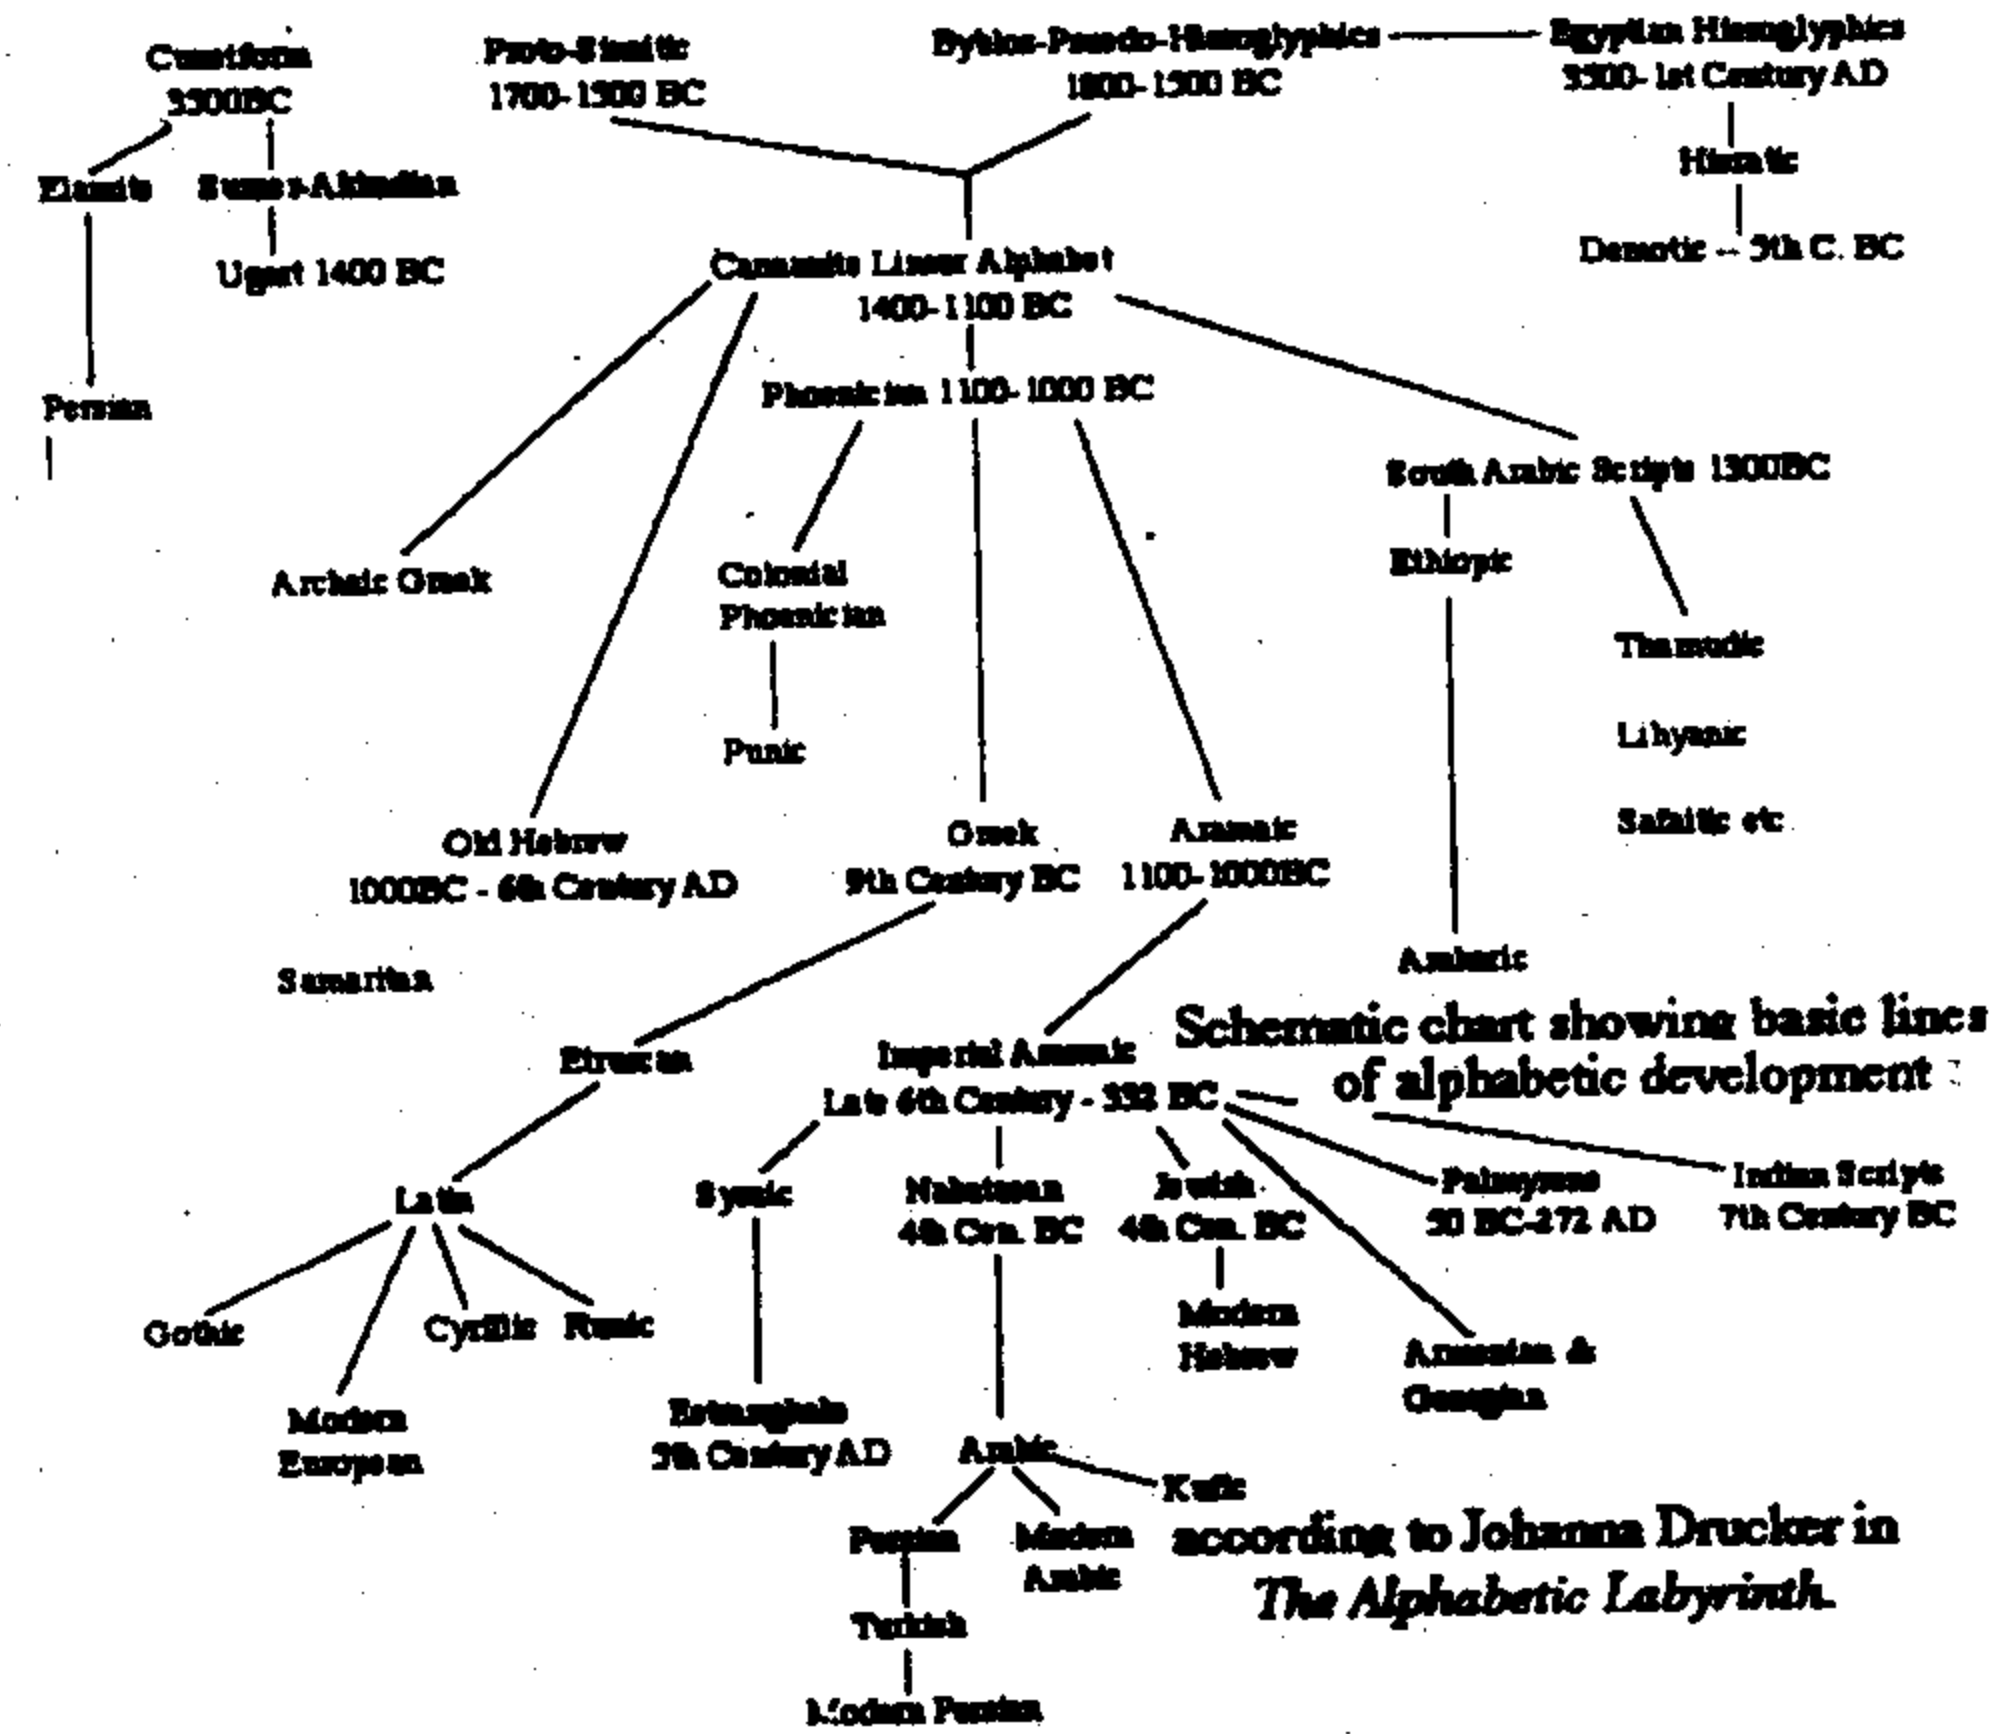 Cuneiform
3500BC
Proto-Sinaitic
1700-1500 BC
Byblos-Psuedo-Hieroglyphics
1800-1500 BC
Egyptian Hieroglyphics
3500- 1st Century AD
Hieratic
Demotic -- 5th C. BC
Elamite
Sumer-Akkadian
Ugart 1400 BC
Persian
Canaanite Linear Alphabet
1400-1100 BC
Phoenician 1100-1000 BC
South Arabic Scripts 1300BC
Archaic Greek
Colonial
Phoenician
Punic
Ethiopic
Thamudic
Lihyanic
Safaitic etc
Old Hebrew
1000BC - 6th Century AD
Greek
9th Century BC
Aramaic
1100-1000BC
Samaritan
Amharic
Schematic chart showing basic lines
of alphabetic development
Etruscan
Imperial Aramaic
Late 6th Century - 332 BC
Latin
Syriac
Nabataean
4th Cen. BC
Jewish
4th Cen. BC
Palmyrene
50 BC-272 AD
Indian Scripts
7th Century BC
Gothic
Cyrillic
Runic
Modern
European
Modern
Hebrew
Armenian &
Georgian
Estranghelo
5th Century AD
Arabic
Kufic
Persian
Modern
Arabic
according to Johanna Drucker in
The Alphabetic Labyrinth.
Turkish
Modern Persian